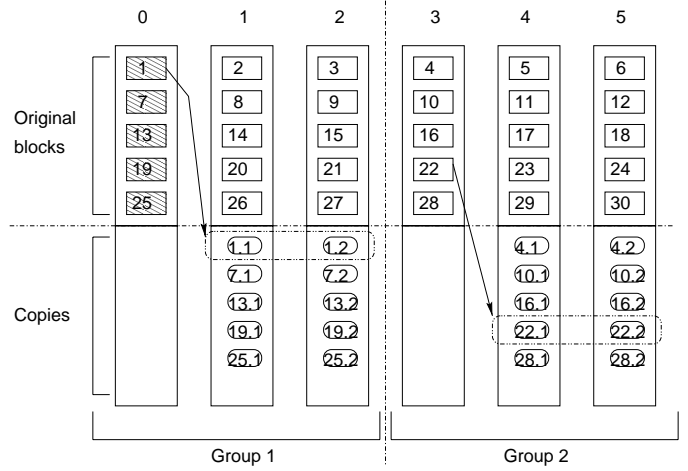 0 1 2 3 4 5
1 2 3 4 5 6
7 8 9 10 11 12
Original
blocks
13 14 15 16 17 18
19 20 21 22 23 24
25 26 27 28 29 30
1.1 1.2 4.1 4.2
7.1 7.2 10.1 10.2
Copies
13.1 13.2 16.1 16.2
19.1 19.2 22.1 22.2
25.1 25.2 28.1 28.2
Group 1 Group 2